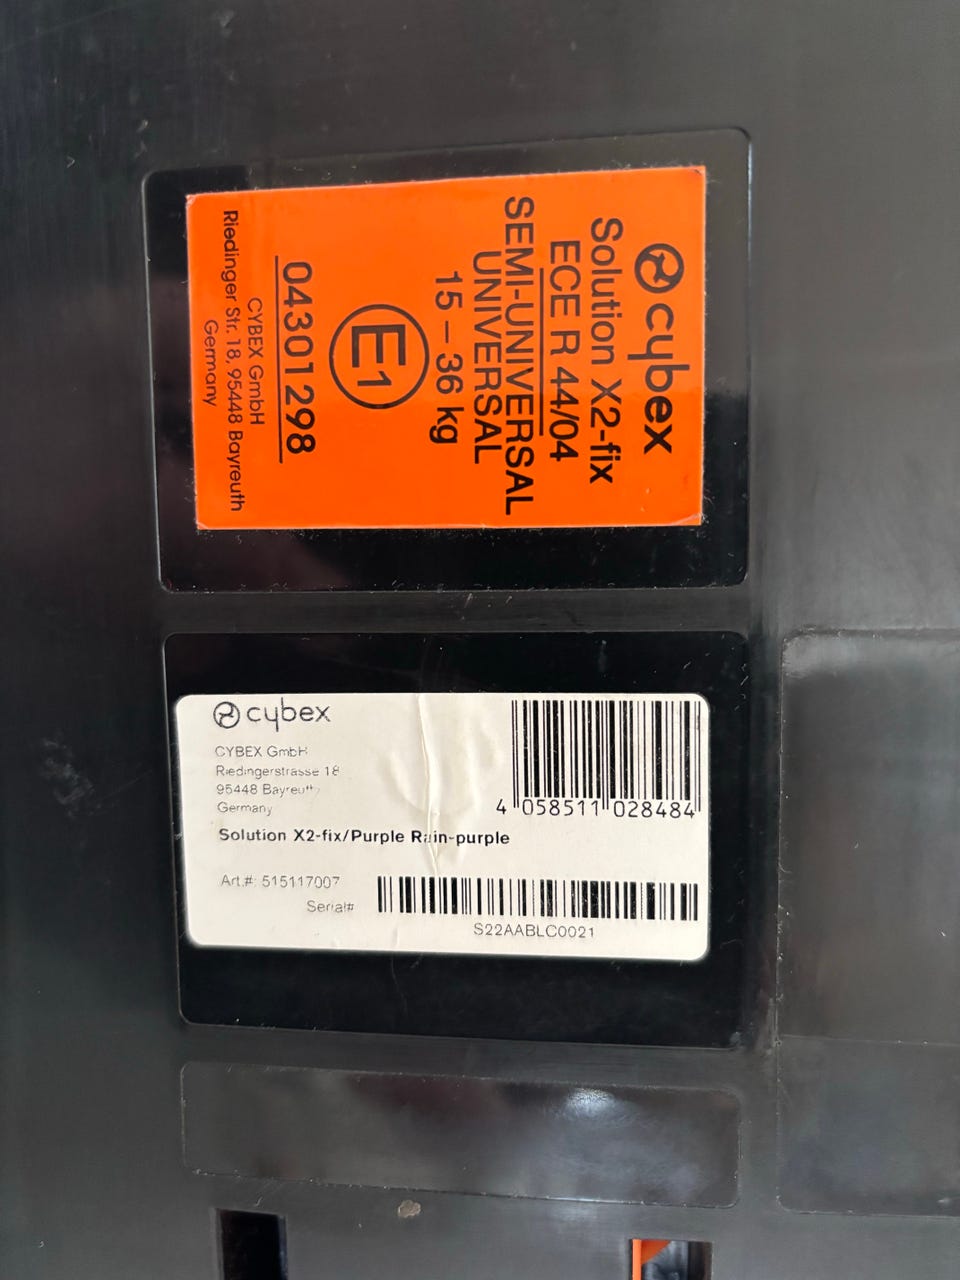 cybex
Solution X2-fix
ECE R 44/04
SEMI-UNIVERSAL
UNIVERSAL
15 – 36 kg
E1
04301298
CYBEX GmbH
Riedinger Str. 18, 95448 Bayreuth
Germany
cybex
CYBEX GmbH
Riedingerstrasse 18
95448 Bayreuth
Germany
4 058511 028484
Solution X2-fix/Purple Rain-purple
Art.#: 515117007
Serial#
S22AABLC0021